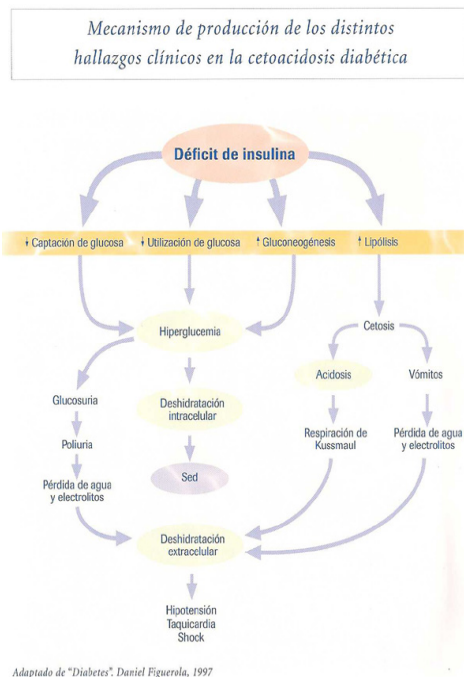 Mecanismo de producción de los distintos
hallazgos clínicos en la cetoacidosis diabética
Déficit de insulina
↓ Captación de glucosa ↓ Utilización de glucosa ↑ Gluconeogénesis ↑ Lipólisis
Hiperglucemia
Cetosis
Acidosis
Vómitos
Glucosuria
Deshidratación
intracelular
Poliuria
Respiración de
Kussmaul
Pérdida de agua
y electrolitos
Sed
Pérdida de agua
y electrolitos
Deshidratación
extracelular
Hipotensión
Taquicardia
Shock
Adaptado de "Diabetes". Daniel Figuerola, 1997